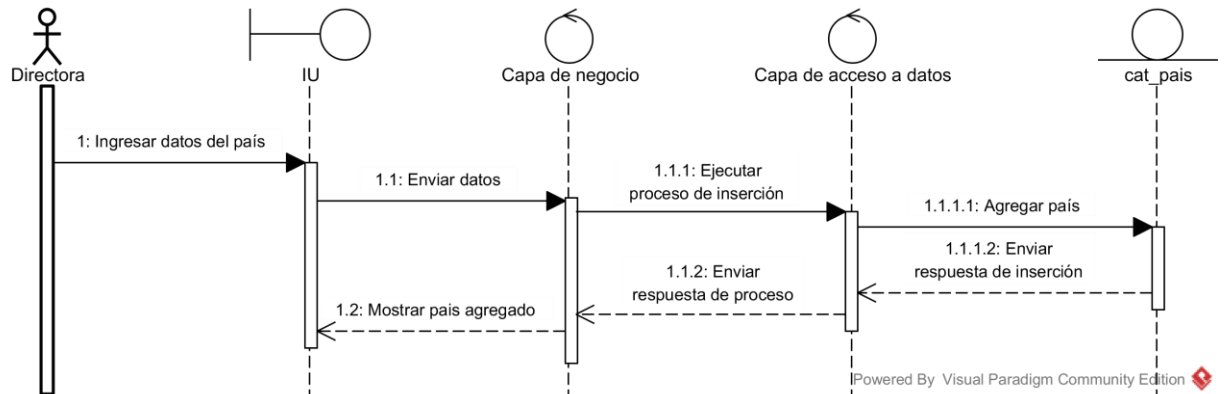 Directora
IU
Capa de negocio
Capa de acceso a datos
cat_pais
1: Ingresar datos del país
1.1: Enviar datos
1.1.1: Ejecutar
proceso de inserción
1.1.1.1: Agregar país
1.1.1.2: Enviar
respuesta de inserción
1.1.2: Enviar
respuesta de proceso
1.2: Mostrar pais agregado
Powered By Visual Paradigm Community Edition